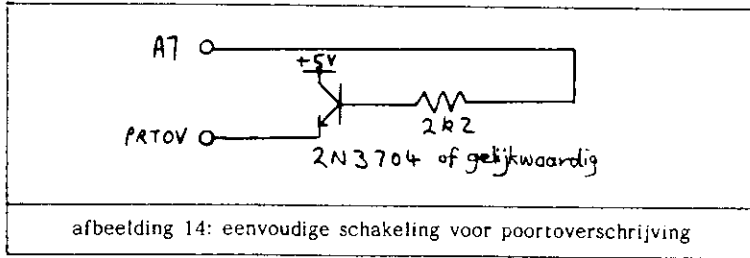 A7
+5V
2k2
PRTOV
2N3704 of gelijkwaardig
afbeelding 14: eenvoudige schakeling voor poortoverschrijving